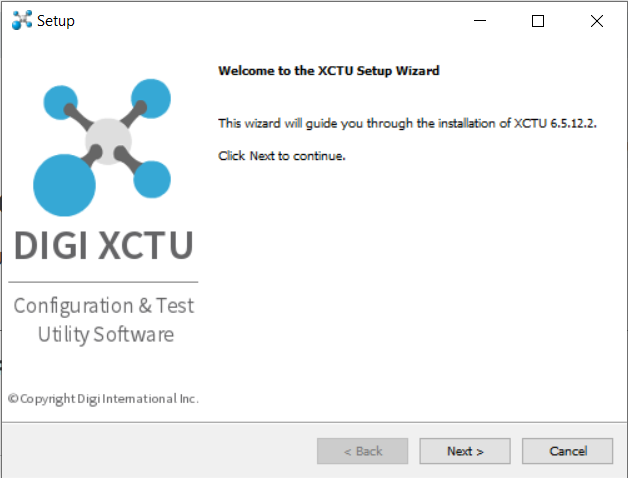 Setup
Welcome to the XCTU Setup Wizard
This wizard will guide you through the installation of XCTU 6.5.12.2.
Click Next to continue.
DIGI XCTU
Configuration & Test
Utility Software
©Copyright Digi International Inc.
< Back
Next >
Cancel